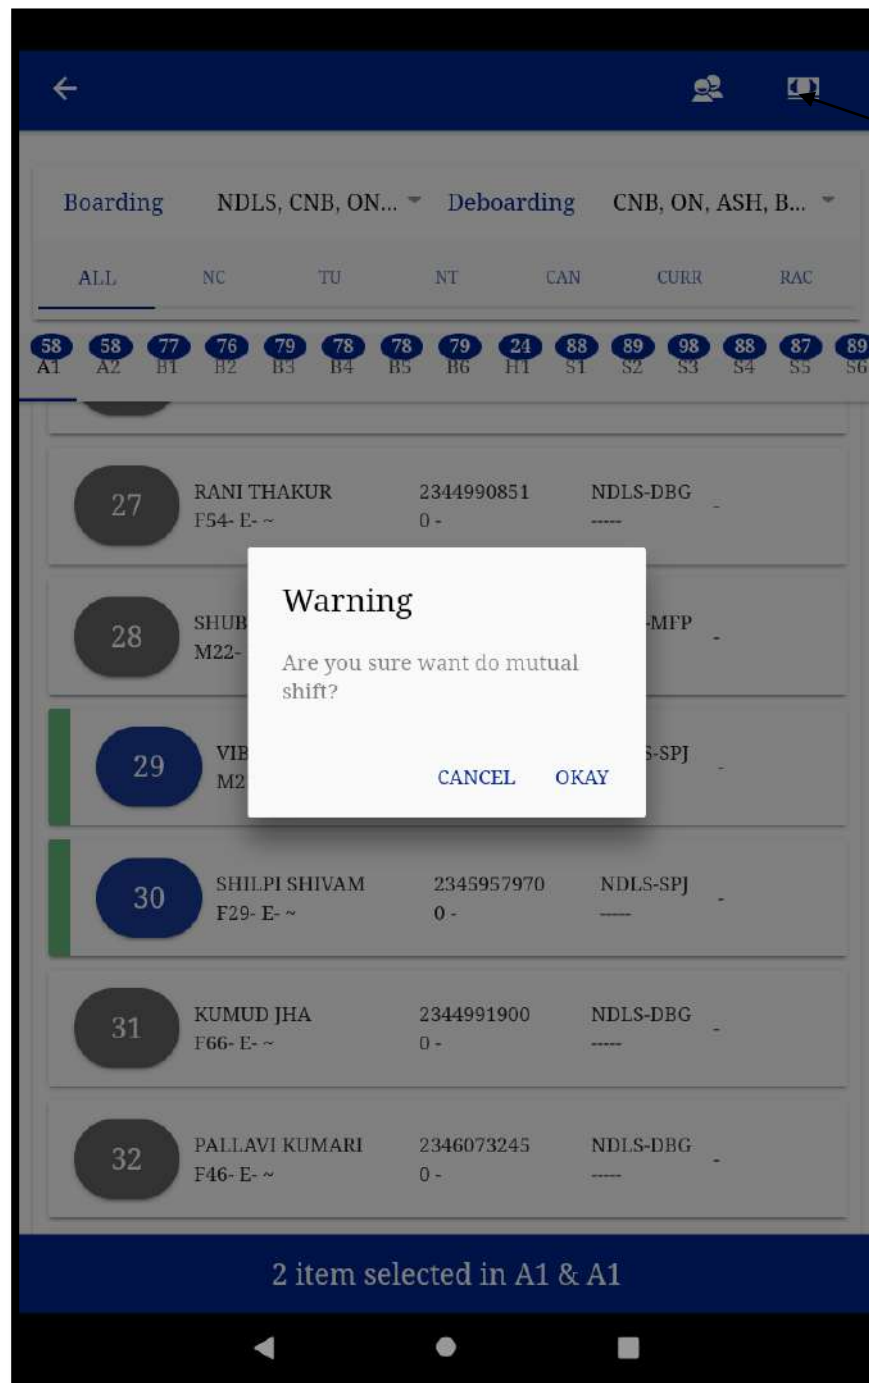 Boarding NDLS, CNB, ON... Deboarding CNB, ON, ASH, B...
ALL NC TU NT CAN CURR RAC
58 58 77 76 79 78 78 79 24 88 89 98 88 87 89
A1 A2 B1 B2 B3 B4 B5 B6 H1 S1 S2 S3 S4 S5 S6
27 RANI THAKUR 2344990851 NDLS-DBG -
F54- E- ~ 0 - -----
Warning
28 SHUB -MFP -
M22-
Are you sure want do mutual
shift?
29 VIB S-SPJ -
M2
CANCEL OKAY
30 SHILPI SHIVAM 2345957970 NDLS-SPJ -
F29- E- ~ 0 - -----
31 KUMUD JHA 2344991900 NDLS-DBG -
F66- E- ~ 0 - -----
32 PALLAVI KUMARI 2346073245 NDLS-DBG -
F46- E- ~ 0 - -----
2 item selected in A1 & A1